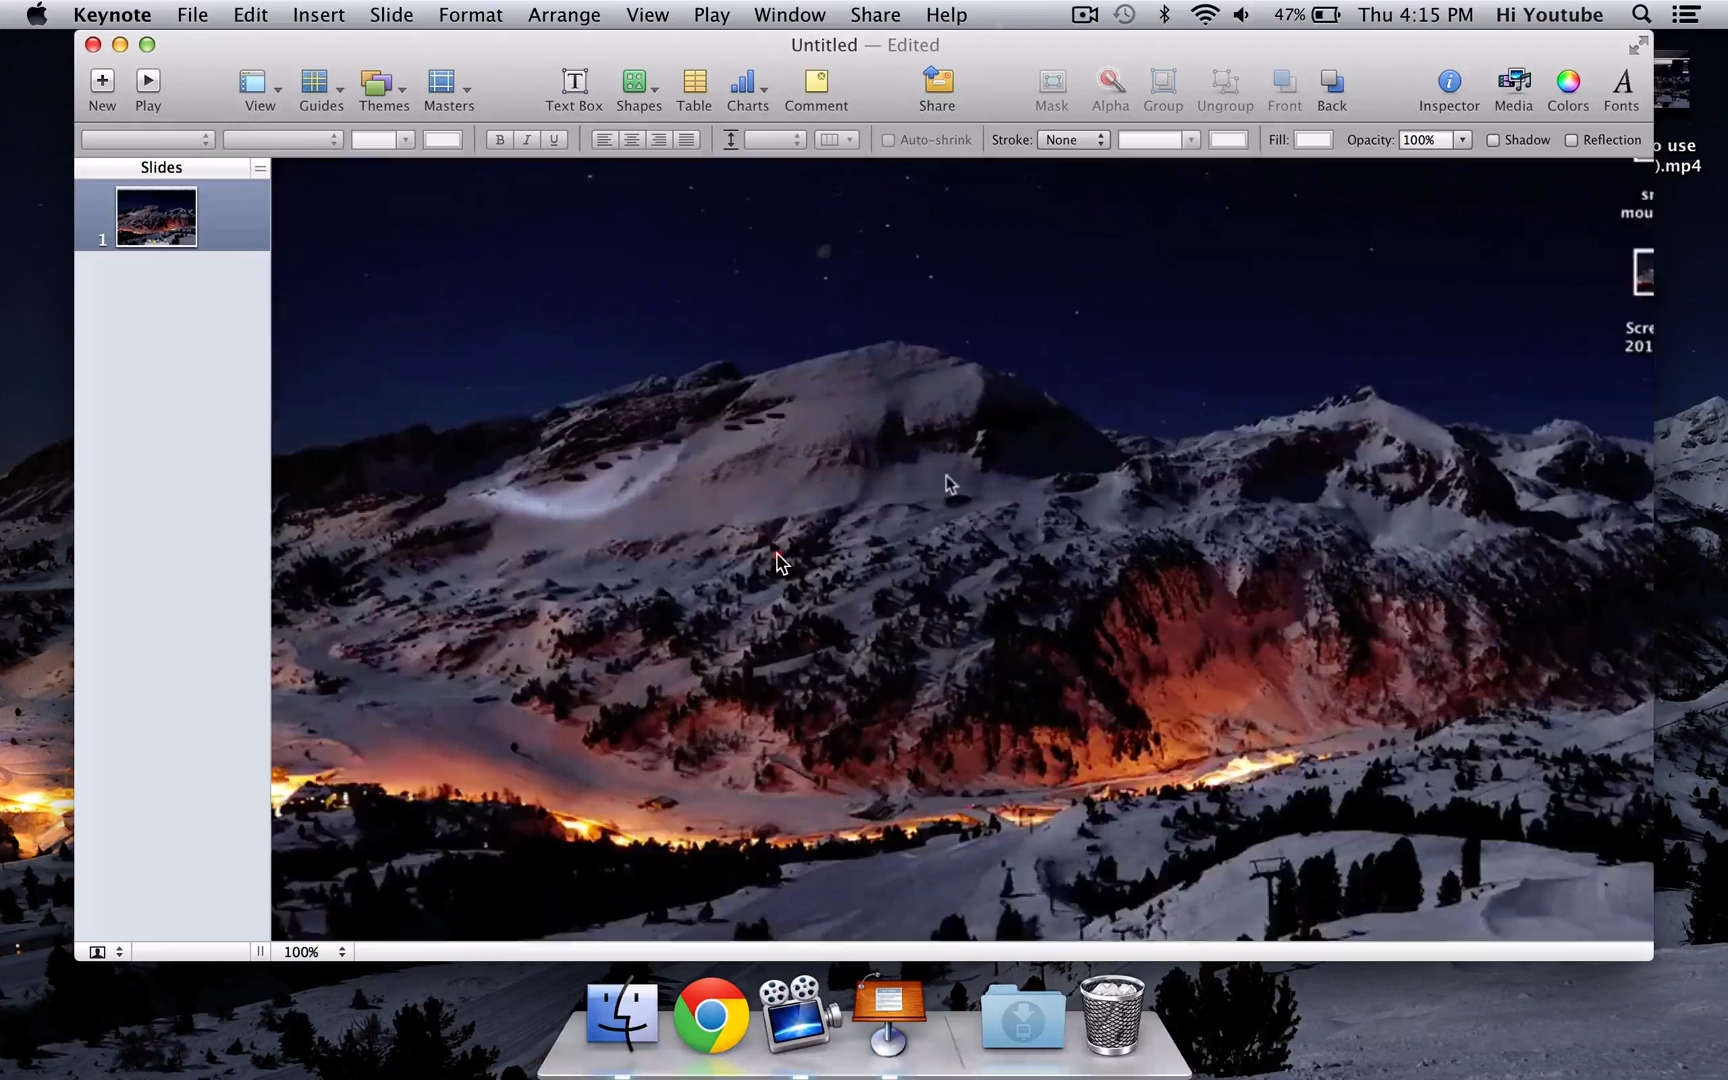 Keynote File Edit Insert Slide Format Arrange View Play Window Share Help 47% Thu 4:15 PM Hi Youtube
Untitled — Edited
New Play View Guides Themes Masters Text Box Shapes Table Charts Comment Share Mask Alpha Group Ungroup Front Back Inspector Media Colors Fonts
B I U Auto-shrink Stroke: None Fill: Opacity: 100% Shadow Reflection
o use
).mp4
Slides
1
mou
Scre
201
100%